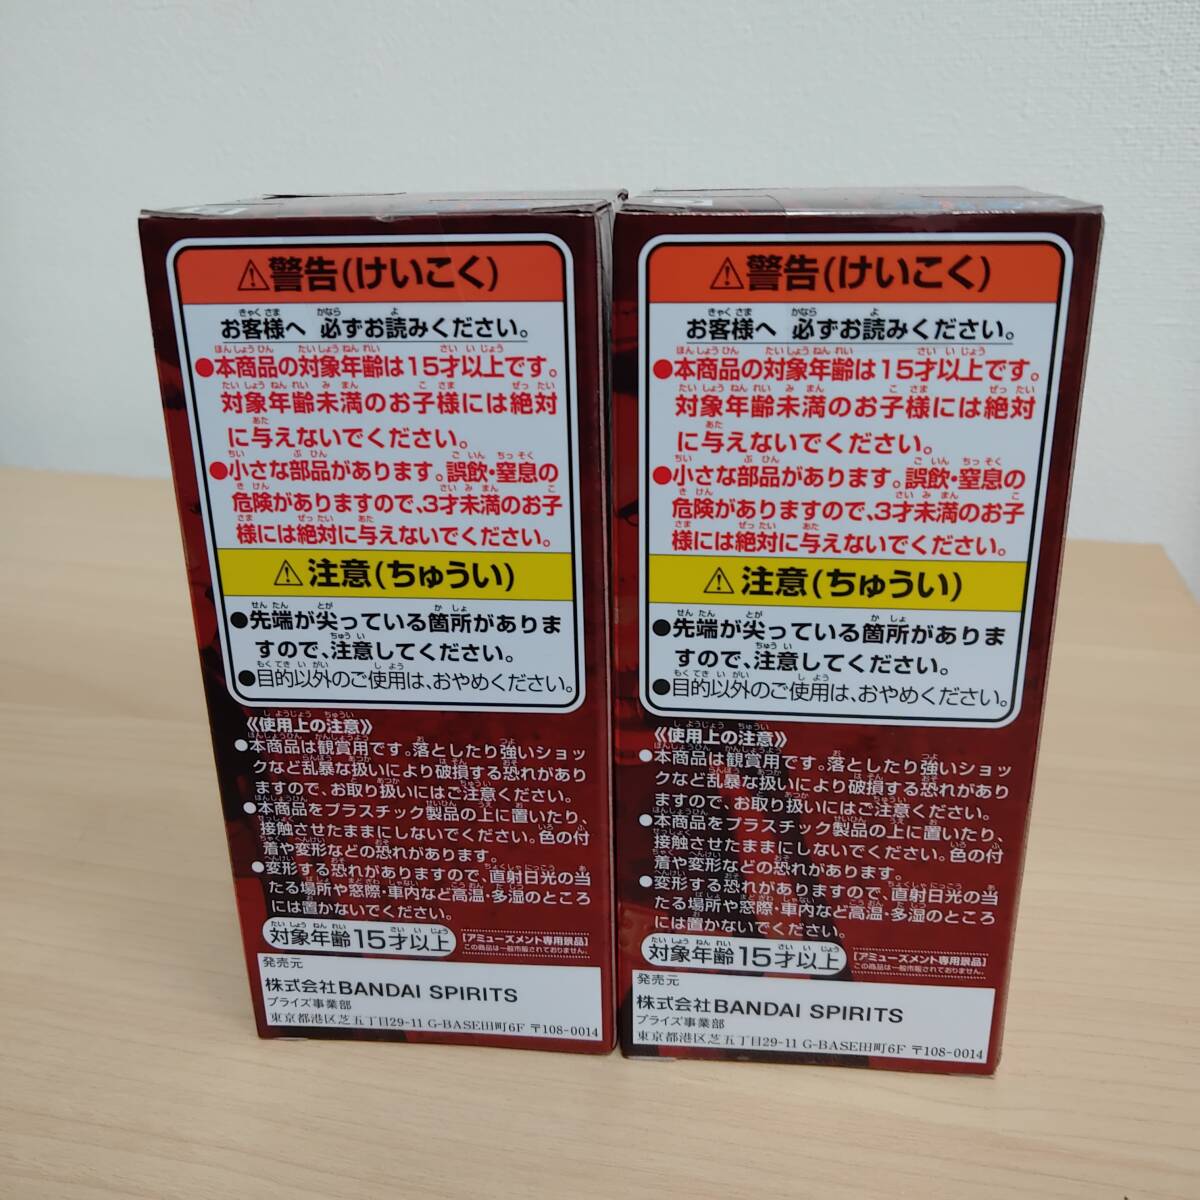 ⚠警告(けいこく)
お客様へ 必ずお読みください。
●本商品の対象年齢は15才以上です。
対象年齢未満のお子様には絶対
に与えないでください。
●小さな部品があります。誤飲・窒息の
危険がありますので、3才未満のお子
様には絶対に与えないでください。
⚠注意(ちゅうい)
●先端が尖っている箇所がありま
すので、注意してください。
●目的以外のご使用は、おやめください。
《使用上の注意》
●本商品は観賞用です。落としたり強いショッ
クなど乱暴な扱いにより破損する恐れがあり
ますので、お取り扱いにはご注意ください。
●本商品をプラスチック製品の上に置いたり、
接触させたままにしないでください。色の付
着や変形などの恐れがあります。
●変形する恐れがありますので、直射日光の当
たる場所や窓際・車内など高温・多湿のところ
には置かないでください。
対象年齢15才以上
[アミューズメント専用景品]
この商品は一般市販されておりません。
発売元
株式会社BANDAI SPIRITS
プライズ事業部
東京都港区芝五丁目29-11 G-BASE田町6F 〒108-0014
⚠警告(けいこく)
お客様へ 必ずお読みください。
●本商品の対象年齢は15才以上です。
対象年齢未満のお子様には絶対
に与えないでください。
●小さな部品があります。誤飲・窒息の
危険がありますので、3才未満のお子
様には絶対に与えないでください。
⚠注意(ちゅうい)
●先端が尖っている箇所がありま
すので、注意してください。
●目的以外のご使用は、おやめください。
《使用上の注意》
●本商品は観賞用です。落としたり強いショッ
クなど乱暴な扱いにより破損する恐れがあり
ますので、お取り扱いにはご注意ください。
●本商品をプラスチック製品の上に置いたり、
接触させたままにしないでください。色の付
着や変形などの恐れがあります。
●変形する恐れがありますので、直射日光の当
たる場所や窓際・車内など高温・多湿のところ
には置かないでください。
対象年齢15才以上
[アミューズメント専用景品]
この商品は一般市販されておりません。
発売元
株式会社BANDAI SPIRITS
プライズ事業部
東京都港区芝五丁目29-11 G-BASE田町6F 〒108-0014